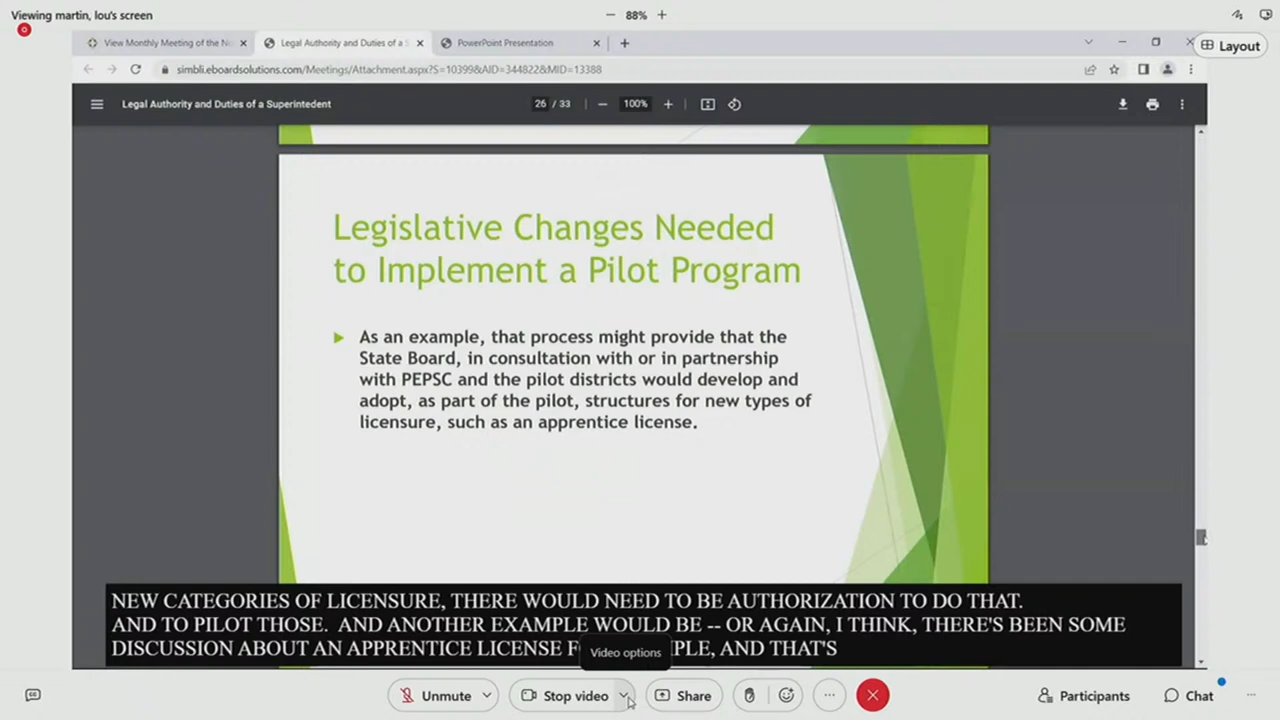 Viewing martin, lou's screen
88%
Layout
View Monthly Meeting of the No
Legal Authority and Duties of a S
PowerPoint Presentation
simbli.eboardsolutions.com/Meetings/Attachment.aspx?S=10399&AID=344822&MID=13388
Legal Authority and Duties of a Superintedent
26 / 33
100%
Legislative Changes Needed
to Implement a Pilot Program
As an example, that process might provide that the
State Board, in consultation with or in partnership
with PEPSC and the pilot districts would develop and
adopt, as part of the pilot, structures for new types of
licensure, such as an apprentice license.
NEW CATEGORIES OF LICENSURE, THERE WOULD NEED TO BE AUTHORIZATION TO DO THAT.
AND TO PILOT THOSE. AND ANOTHER EXAMPLE WOULD BE -- OR AGAIN, I THINK, THERE'S BEEN SOME
DISCUSSION ABOUT AN APPRENTICE LICENSE F MPLE, AND THAT'S
Video options
Unmute
Stop video
Share
Participants
Chat